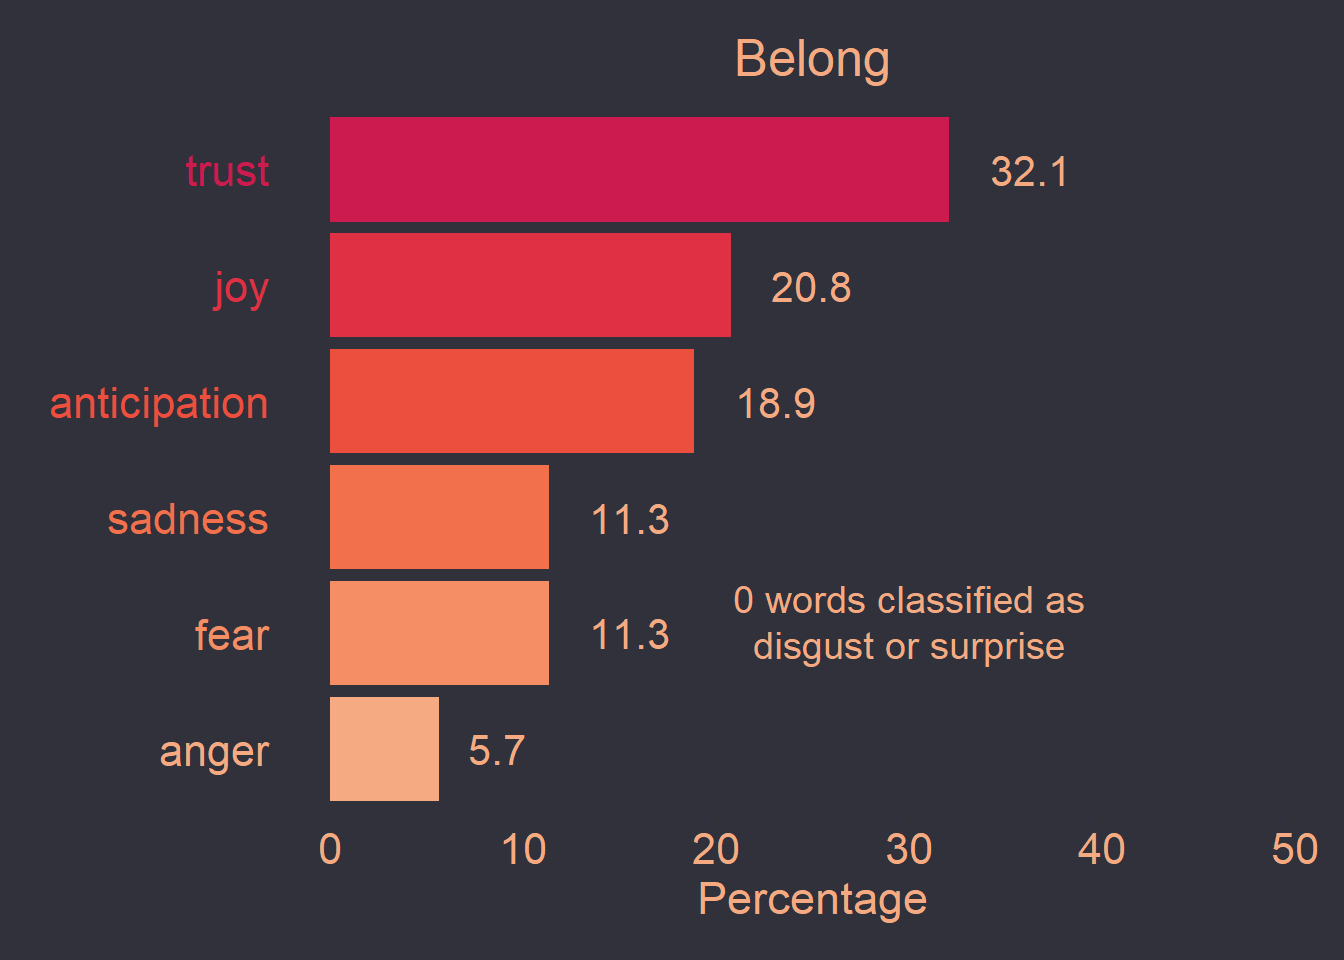 Belong
trust
32.1
joy
20.8
anticipation
18.9
sadness
11.3
fear
11.3
0 words classified as
disgust or surprise
anger
5.7
0 10 20 30 40 50
Percentage